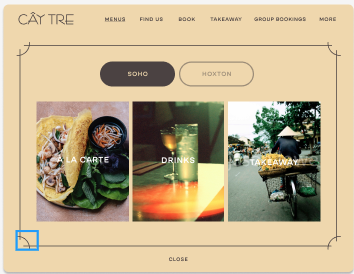 CÂY TRE
MENUS FIND US BOOK TAKEAWAY GROUP BOOKINGS MORE
SOHO HOXTON
À LA CARTE DRINKS TAKEAWAY
CLOSE